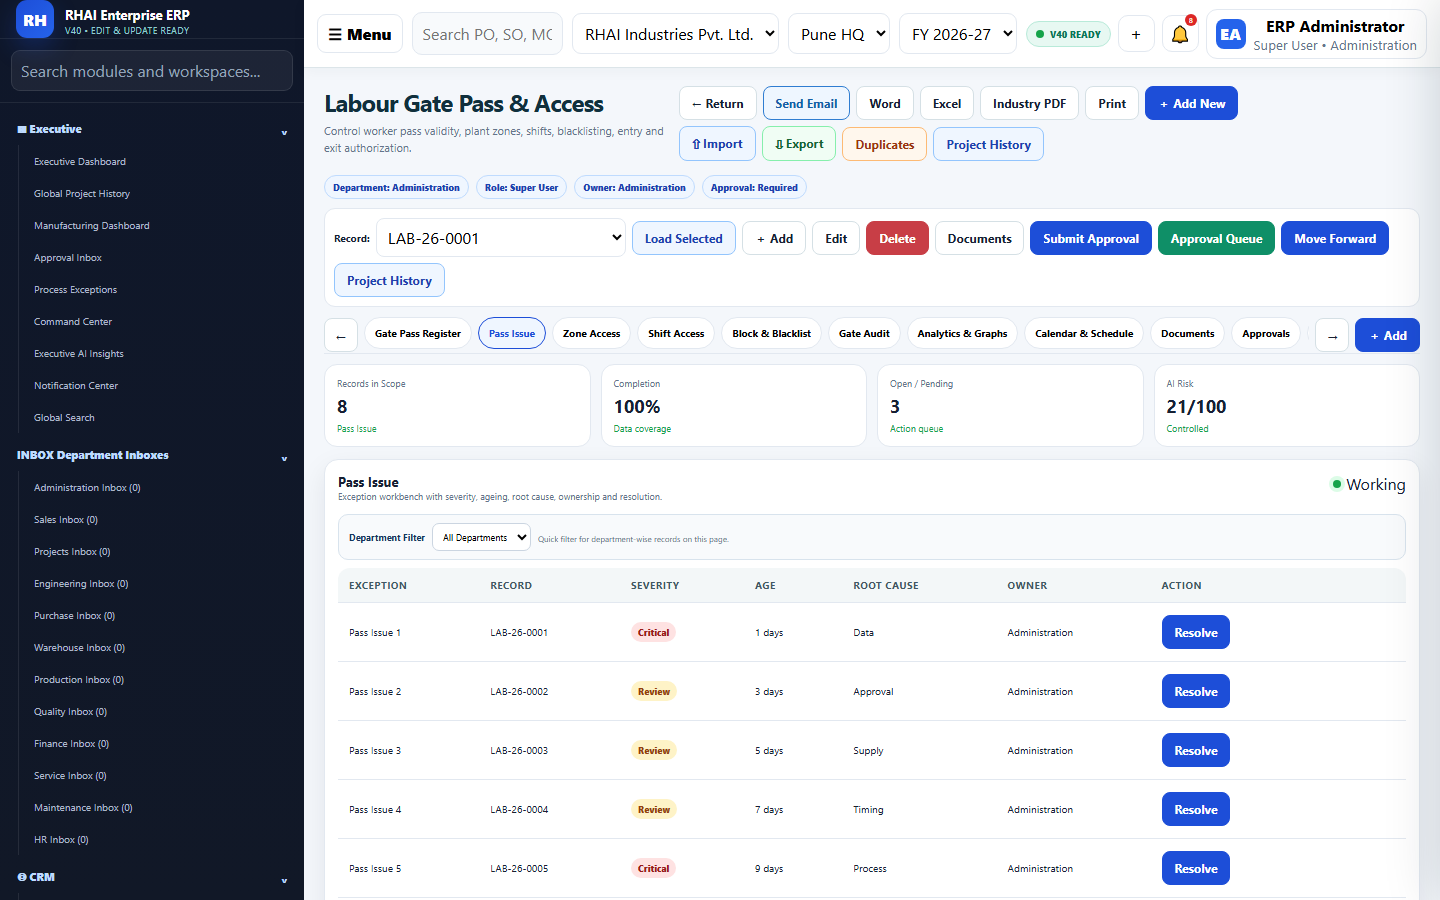 RH
RHAI Enterprise ERP
V40 • EDIT & UPDATE READY
Search modules and workspaces...
Executive
Executive Dashboard
Global Project History
Manufacturing Dashboard
Approval Inbox
Process Exceptions
Command Center
Executive AI Insights
Notification Center
Global Search
INBOX Department Inboxes
Administration Inbox (0)
Sales Inbox (0)
Projects Inbox (0)
Engineering Inbox (0)
Purchase Inbox (0)
Warehouse Inbox (0)
Production Inbox (0)
Quality Inbox (0)
Finance Inbox (0)
Service Inbox (0)
Maintenance Inbox (0)
HR Inbox (0)
CRM
☰ Menu
Search PO, SO, MO
RHAI Industries Pvt. Ltd.
Pune HQ
FY 2026-27
V40 READY
+
8
EA
ERP Administrator
Super User • Administration
Labour Gate Pass & Access
Control worker pass validity, plant zones, shifts, blacklisting, entry and
exit authorization.
← Return
Send Email
Word
Excel
Industry PDF
Print
+ Add New
⇧ Import
⇩ Export
Duplicates
Project History
Department: Administration
Role: Super User
Owner: Administration
Approval: Required
Record:
LAB-26-0001
Load Selected
+ Add
Edit
Delete
Documents
Submit Approval
Approval Queue
Move Forward
Project History
←
Gate Pass Register
Pass Issue
Zone Access
Shift Access
Block & Blacklist
Gate Audit
Analytics & Graphs
Calendar & Schedule
Documents
Approvals
→
+ Add
Records in Scope
8
Pass Issue
Completion
100%
Data coverage
Open / Pending
3
Action queue
AI Risk
21/100
Controlled
Pass Issue
Exception workbench with severity, ageing, root cause, ownership and resolution.
Working
Department Filter
All Departments
Quick filter for department-wise records on this page.
EXCEPTION RECORD SEVERITY AGE ROOT CAUSE OWNER ACTION
Pass Issue 1 LAB-26-0001 Critical 1 days Data Administration Resolve
Pass Issue 2 LAB-26-0002 Review 3 days Approval Administration Resolve
Pass Issue 3 LAB-26-0003 Review 5 days Supply Administration Resolve
Pass Issue 4 LAB-26-0004 Review 7 days Timing Administration Resolve
Pass Issue 5 LAB-26-0005 Critical 9 days Process Administration Resolve